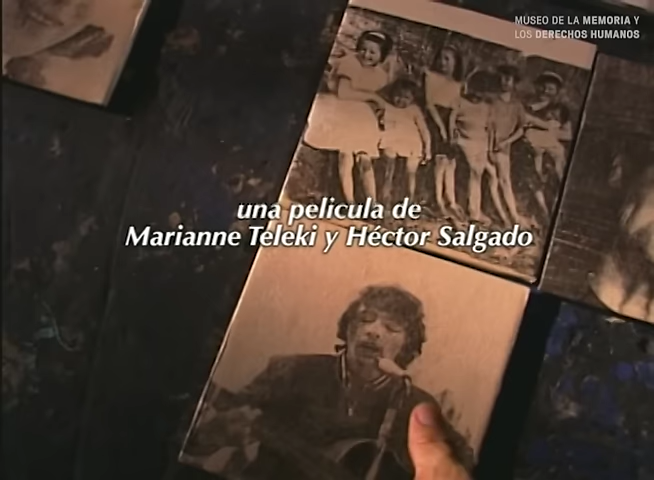 MUSEO DE LA MEMORIA Y
LOS DERECHOS HUMANOS
una pelicula de
Marianne Teleki y Héctor Salgado